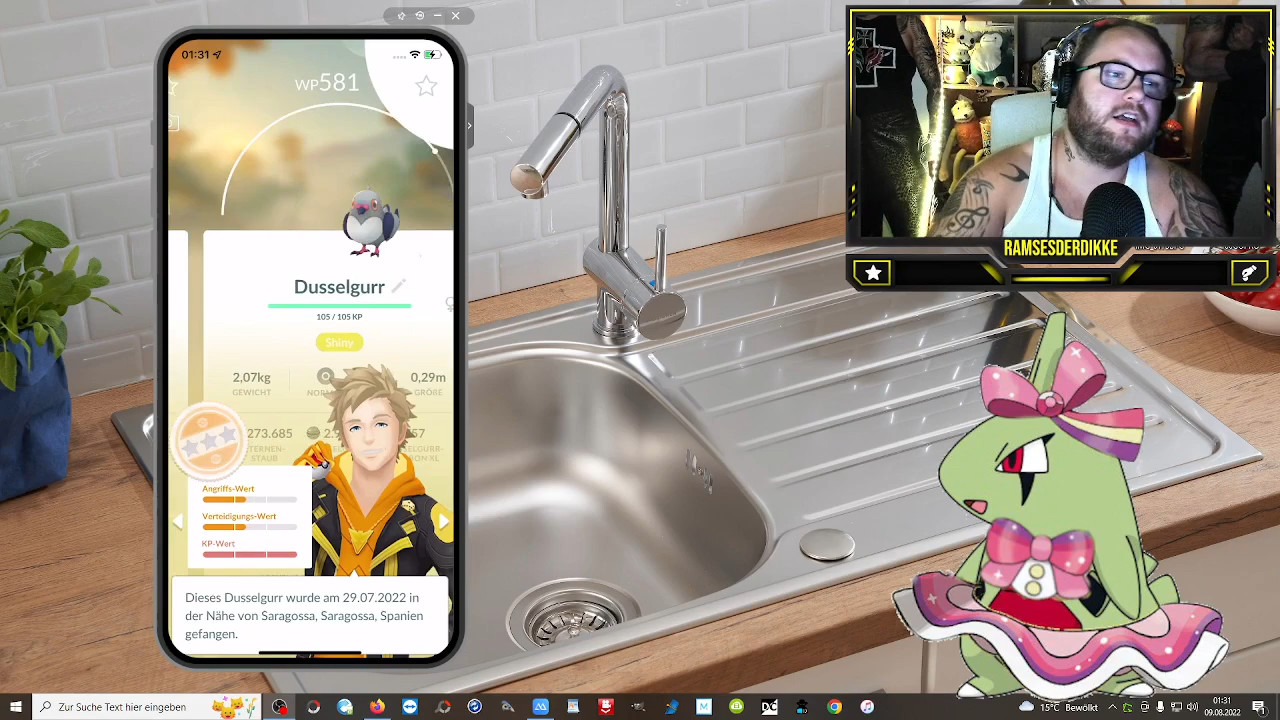 01:31
WP581
Dusselgurr
105 / 105 KP
Shiny
2,07kg
GEWICHT
0,29m
GRÖẞE
273.685
Angriffs-Wert
Verteidigungs-Wert
KP-Wert
Dieses Dusselgurr wurde am 29.07.2022 in
der Nähe von Saragossa, Saragossa, Spanien
gefangen.
RAMSESDERDIKKE
Zur Suche Text hier eingeben
DC
M
15°C Bewölkt
01:31
09.08.2022